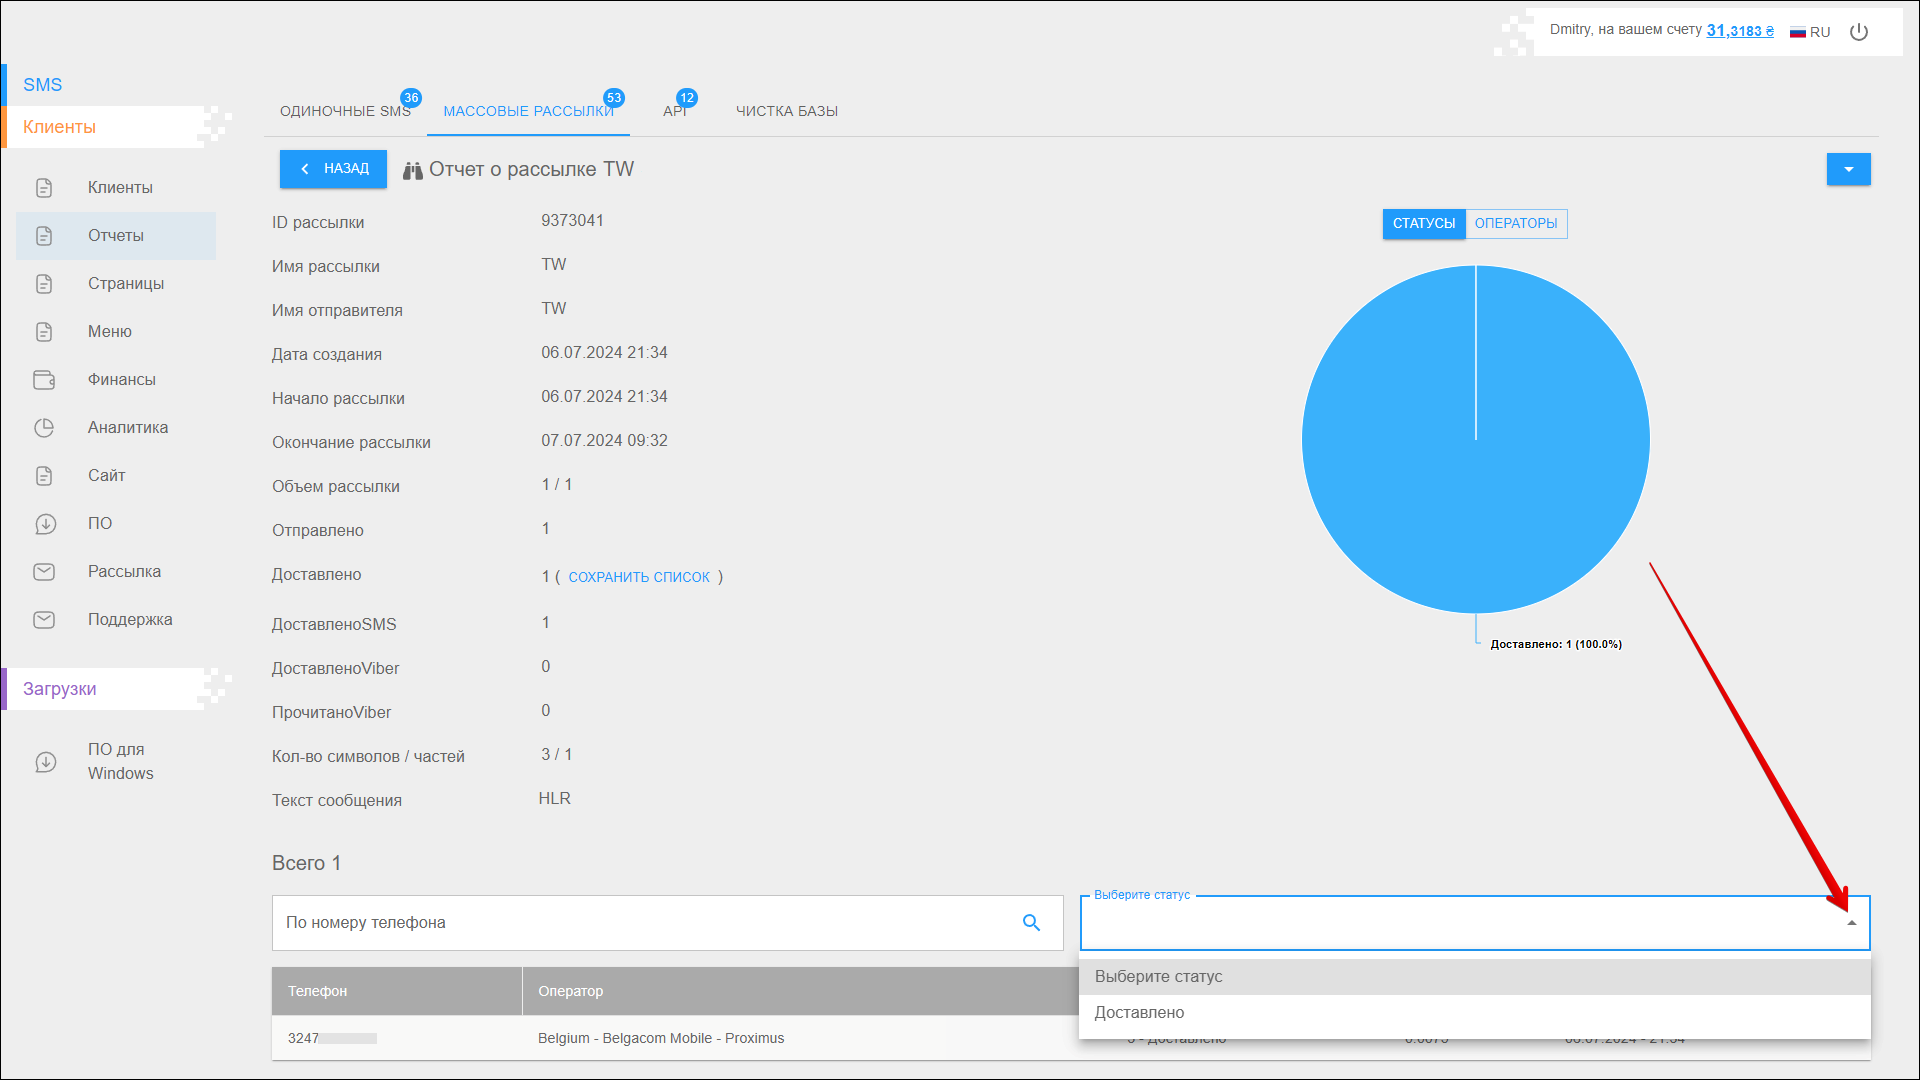 Dmitry, на вашем счету 31,3183 ₴ RU
SMS
Клиенты
Клиенты
Отчеты
Страницы
Меню
Финансы
Аналитика
Сайт
ПО
Рассылка
Поддержка
Загрузки
ПО для
Windows
ОДИНОЧНЫЕ SMS 36 МАССОВЫЕ РАССЫЛКИ 53 API 12 ЧИСТКА БАЗЫ
НАЗАД Отчет о рассылке TW
ID рассылки 9373041
Имя рассылки TW
Имя отправителя TW
Дата создания 06.07.2024 21:34
Начало рассылки 06.07.2024 21:34
Окончание рассылки 07.07.2024 09:32
Объем рассылки 1 / 1
Отправлено 1
Доставлено 1 ( СОХРАНИТЬ СПИСОК )
ДоставленоSMS 1
ДоставленоViber 0
ПрочитаноViber 0
Кол-во символов / частей 3 / 1
Текст сообщения HLR
СТАТУСЫ ОПЕРАТОРЫ
Доставлено: 1 (100.0%)
Всего 1
По номеру телефона
Выберите статус
Выберите статус
Доставлено
Телефон Оператор
3247 Belgium - Belgacom Mobile - Proximus